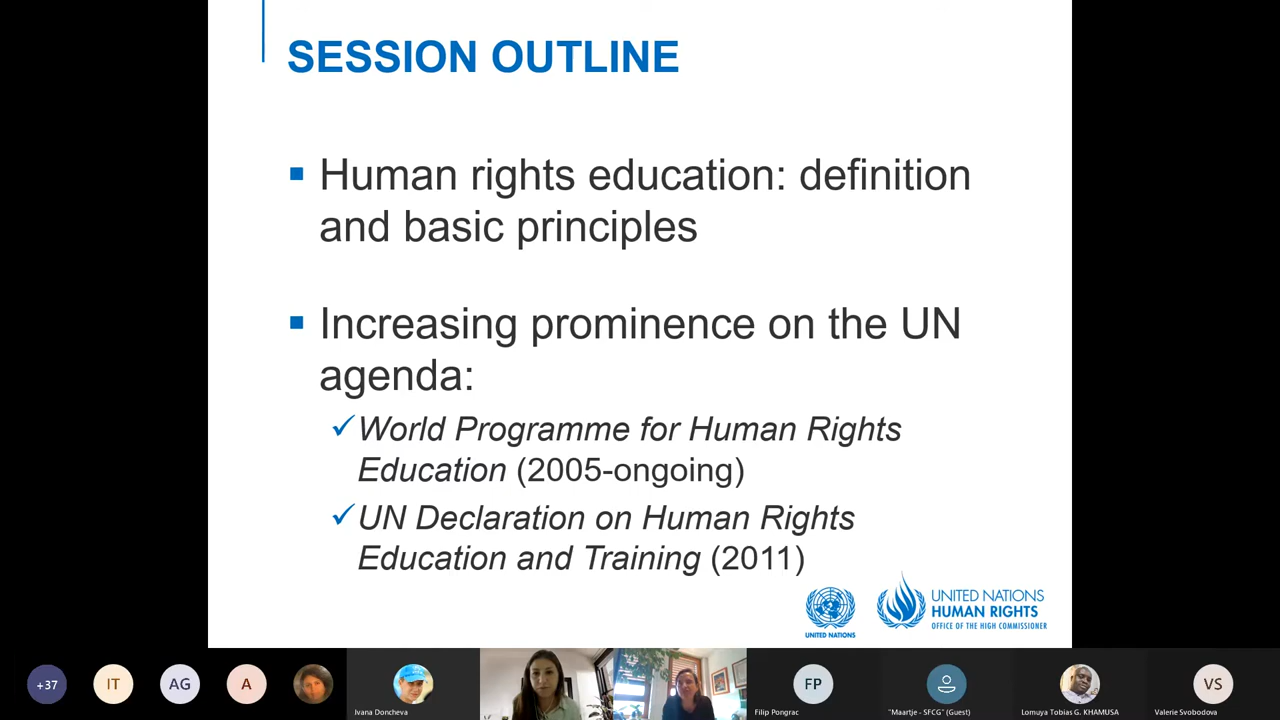 SESSION OUTLINE
Human rights education: definition
and basic principles
Increasing prominence on the UN
agenda:
World Programme for Human Rights
Education (2005-ongoing)
UN Declaration on Human Rights
Education and Training (2011)
UNITED NATIONS
UNITED NATIONS
HUMAN RIGHTS
OFFICE OF THE HIGH COMMISSIONER
+37
IT
AG
A
Ivana Doncheva
FP
Filip Pongrac
"Maartje - SFCG" (Guest)
Lomuya Tobias G. KHAMUSA
VS
Valerie Svobodova